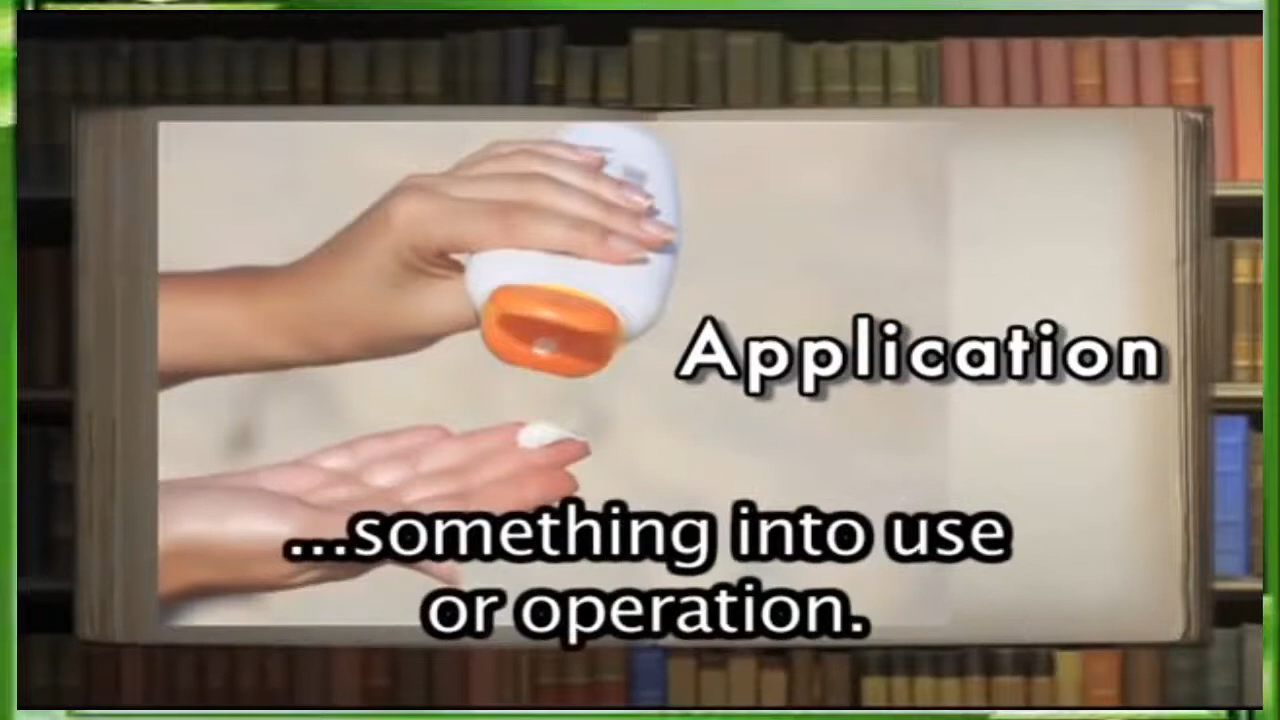 Application
...something into use
or operation.